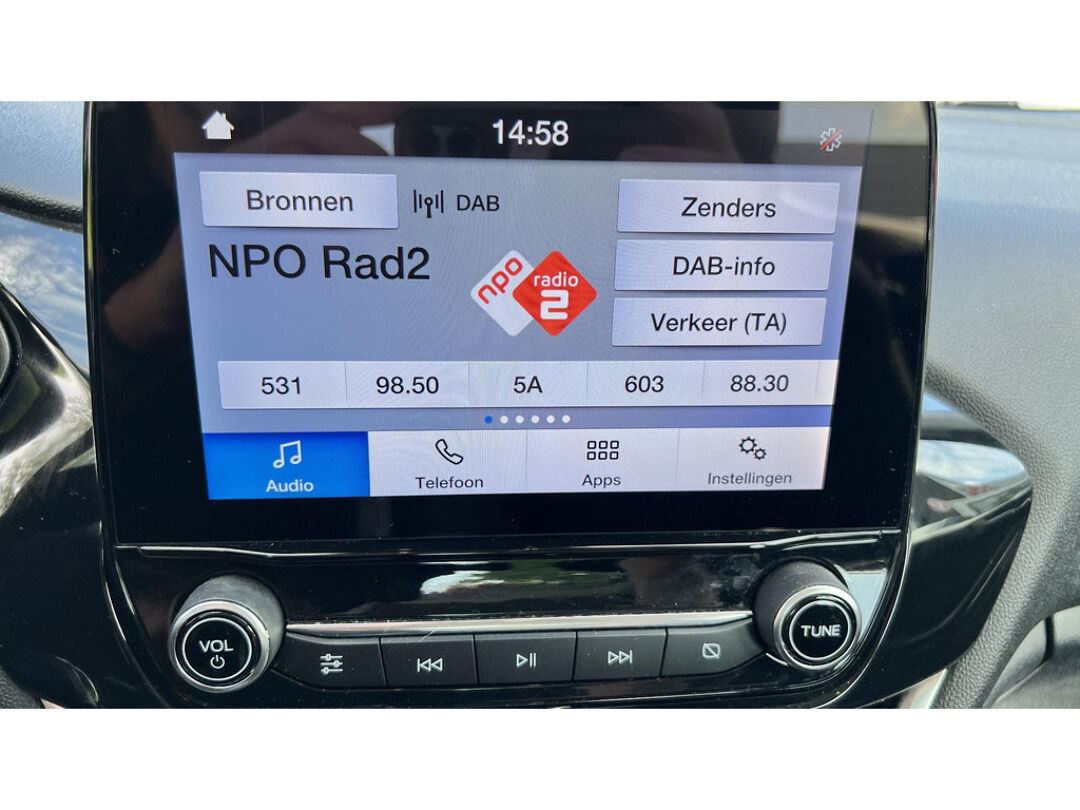 14:58
Bronnen DAB Zenders
NPO Rad2 npo radio 2
DAB-info
Verkeer (TA)
531 98.50 5A 603 88.30
Audio Telefoon Apps Instellingen
VOL TUNE